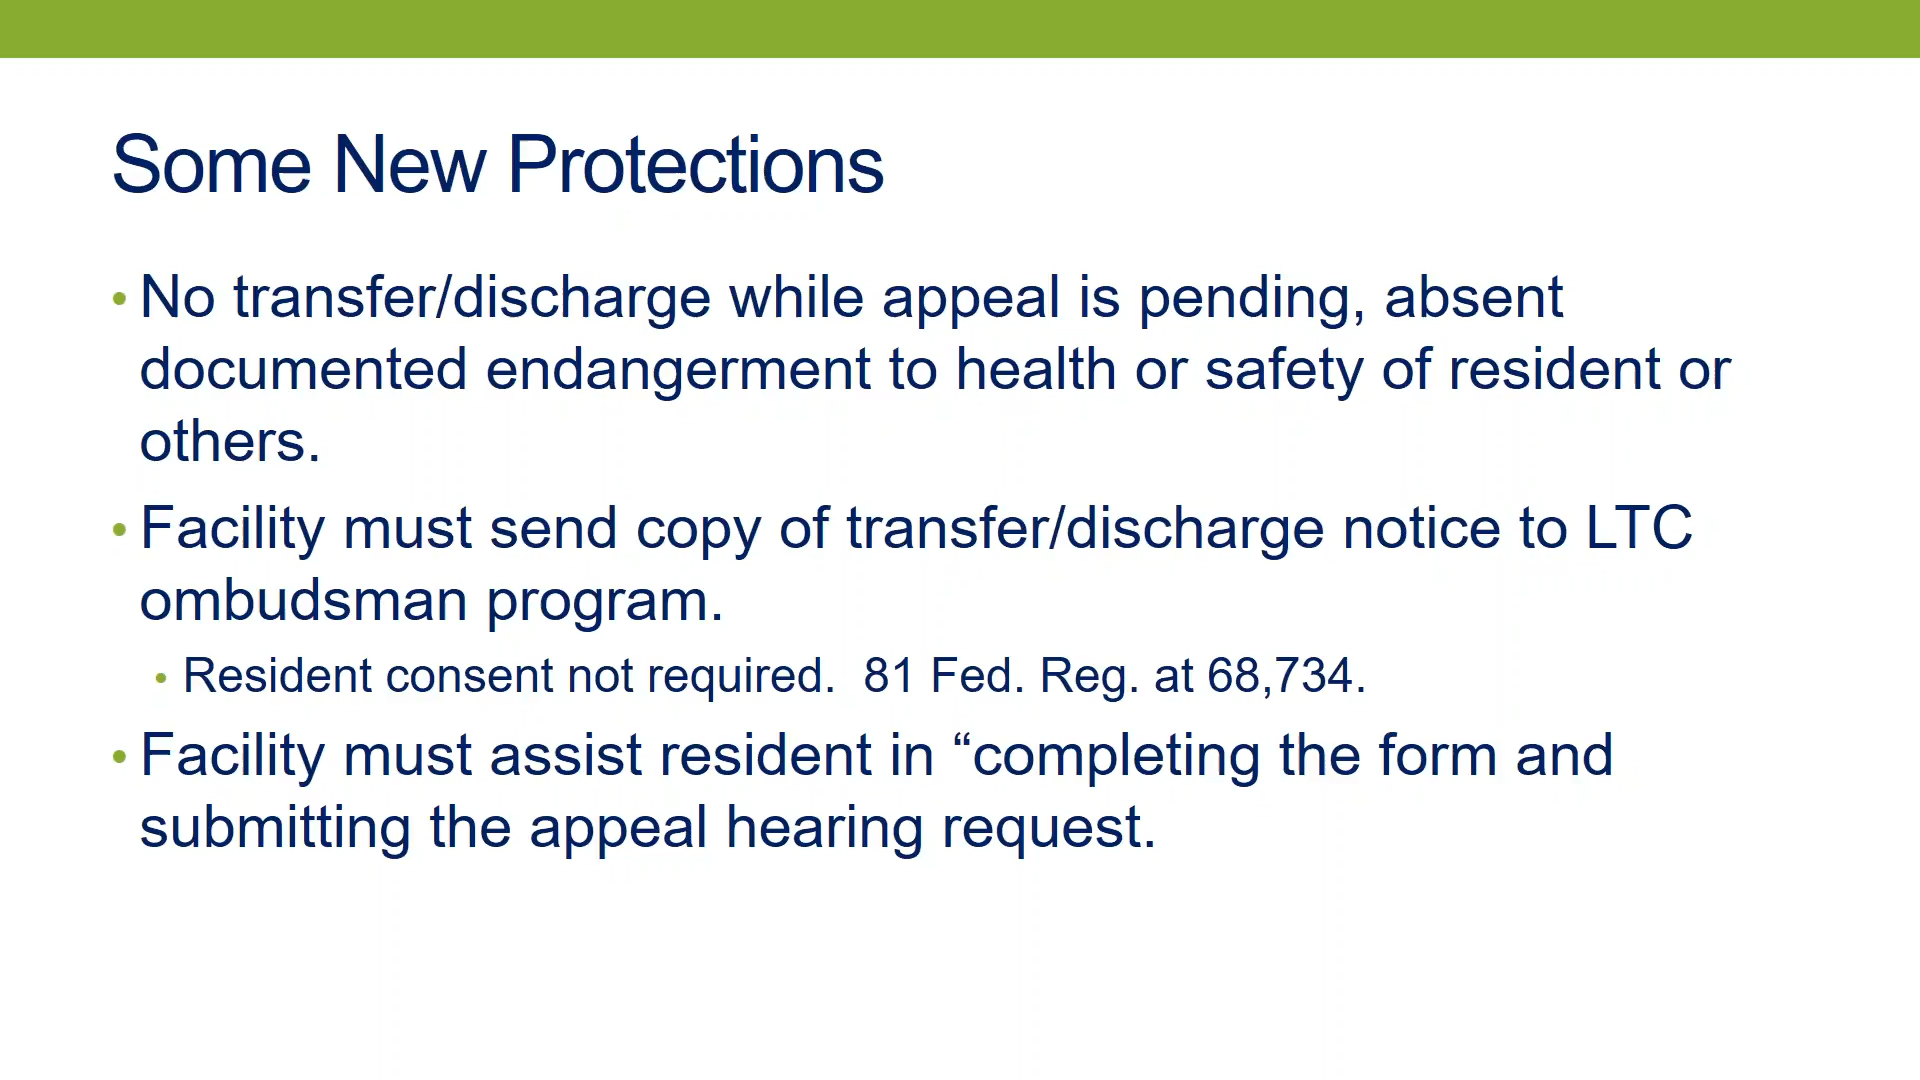 Some New Protections
• No transfer/discharge while appeal is pending, absent
documented endangerment to health or safety of resident or
others.
• Facility must send copy of transfer/discharge notice to LTC
ombudsman program.
• Resident consent not required.  81 Fed. Reg. at 68,734.
• Facility must assist resident in “completing the form and
submitting the appeal hearing request.